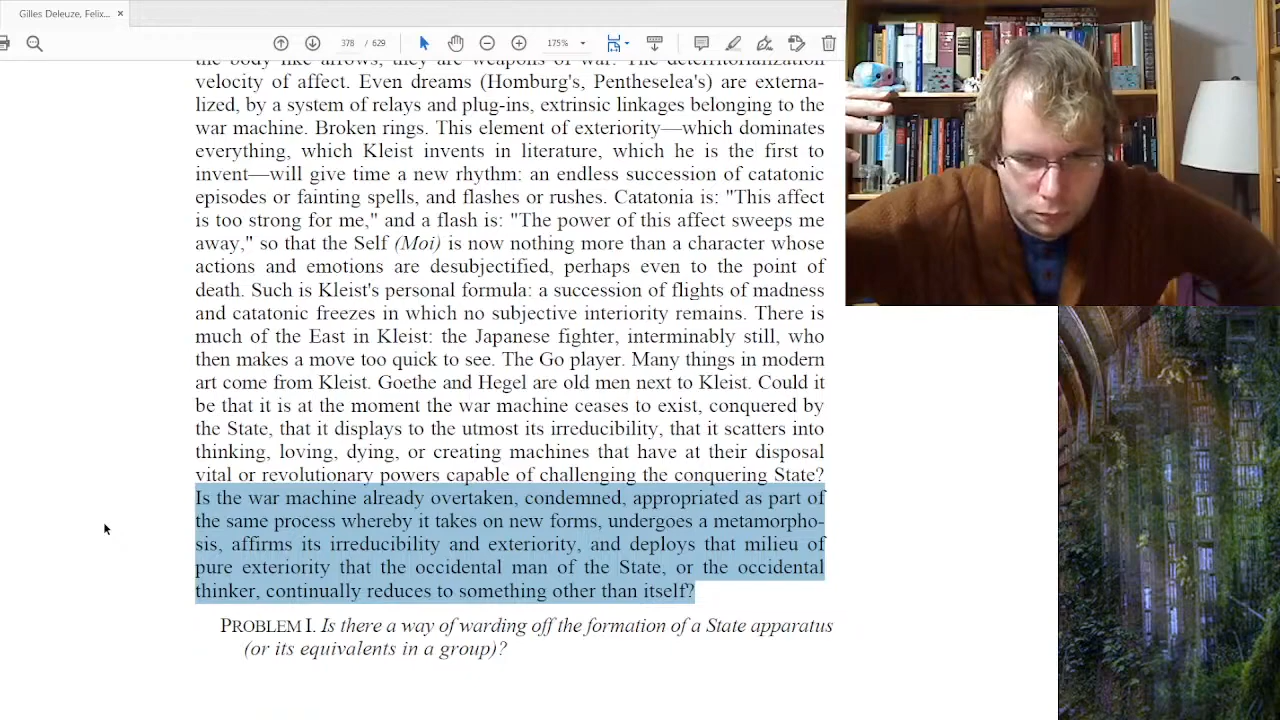 Gilles Deleuze, Felix...
378 / 629
175%
the body like arrows, they are weapons of war. The deterritorialization
velocity of affect. Even dreams (Homburg's, Pentheselea's) are externa-
lized, by a system of relays and plug-ins, extrinsic linkages belonging to the
war machine. Broken rings. This element of exteriority—which dominates
everything, which Kleist invents in literature, which he is the first to
invent—will give time a new rhythm: an endless succession of catatonic
episodes or fainting spells, and flashes or rushes. Catatonia is: "This affect
is too strong for me," and a flash is: "The power of this affect sweeps me
away," so that the Self (Moi) is now nothing more than a character whose
actions and emotions are desubjectified, perhaps even to the point of
death. Such is Kleist's personal formula: a succession of flights of madness
and catatonic freezes in which no subjective interiority remains. There is
much of the East in Kleist: the Japanese fighter, interminably still, who
then makes a move too quick to see. The Go player. Many things in modern
art come from Kleist. Goethe and Hegel are old men next to Kleist. Could it
be that it is at the moment the war machine ceases to exist, conquered by
the State, that it displays to the utmost its irreducibility, that it scatters into
thinking, loving, dying, or creating machines that have at their disposal
vital or revolutionary powers capable of challenging the conquering State?
Is the war machine already overtaken, condemned, appropriated as part of
the same process whereby it takes on new forms, undergoes a metamorpho-
sis, affirms its irreducibility and exteriority, and deploys that milieu of
pure exteriority that the occidental man of the State, or the occidental
thinker, continually reduces to something other than itself?
PROBLEM I. Is there a way of warding off the formation of a State apparatus
(or its equivalents in a group)?